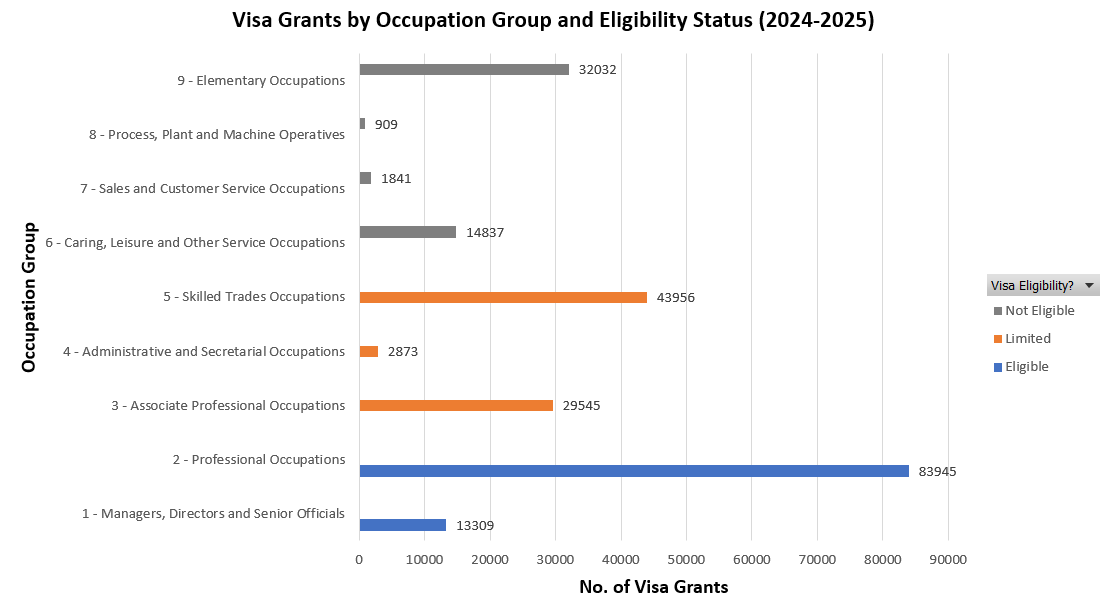 Visa Grants by Occupation Group and Eligibility Status (2024-2025)
Occupation Group
9 - Elementary Occupations
32032
8 - Process, Plant and Machine Operatives
909
7 - Sales and Customer Service Occupations
1841
6 - Caring, Leisure and Other Service Occupations
14837
5 - Skilled Trades Occupations
43956
4 - Administrative and Secretarial Occupations
2873
3 - Associate Professional Occupations
29545
2 - Professional Occupations
83945
1 - Managers, Directors and Senior Officials
13309
0 10000 20000 30000 40000 50000 60000 70000 80000 90000
No. of Visa Grants
Visa Eligibility?
Not Eligible
Limited
Eligible